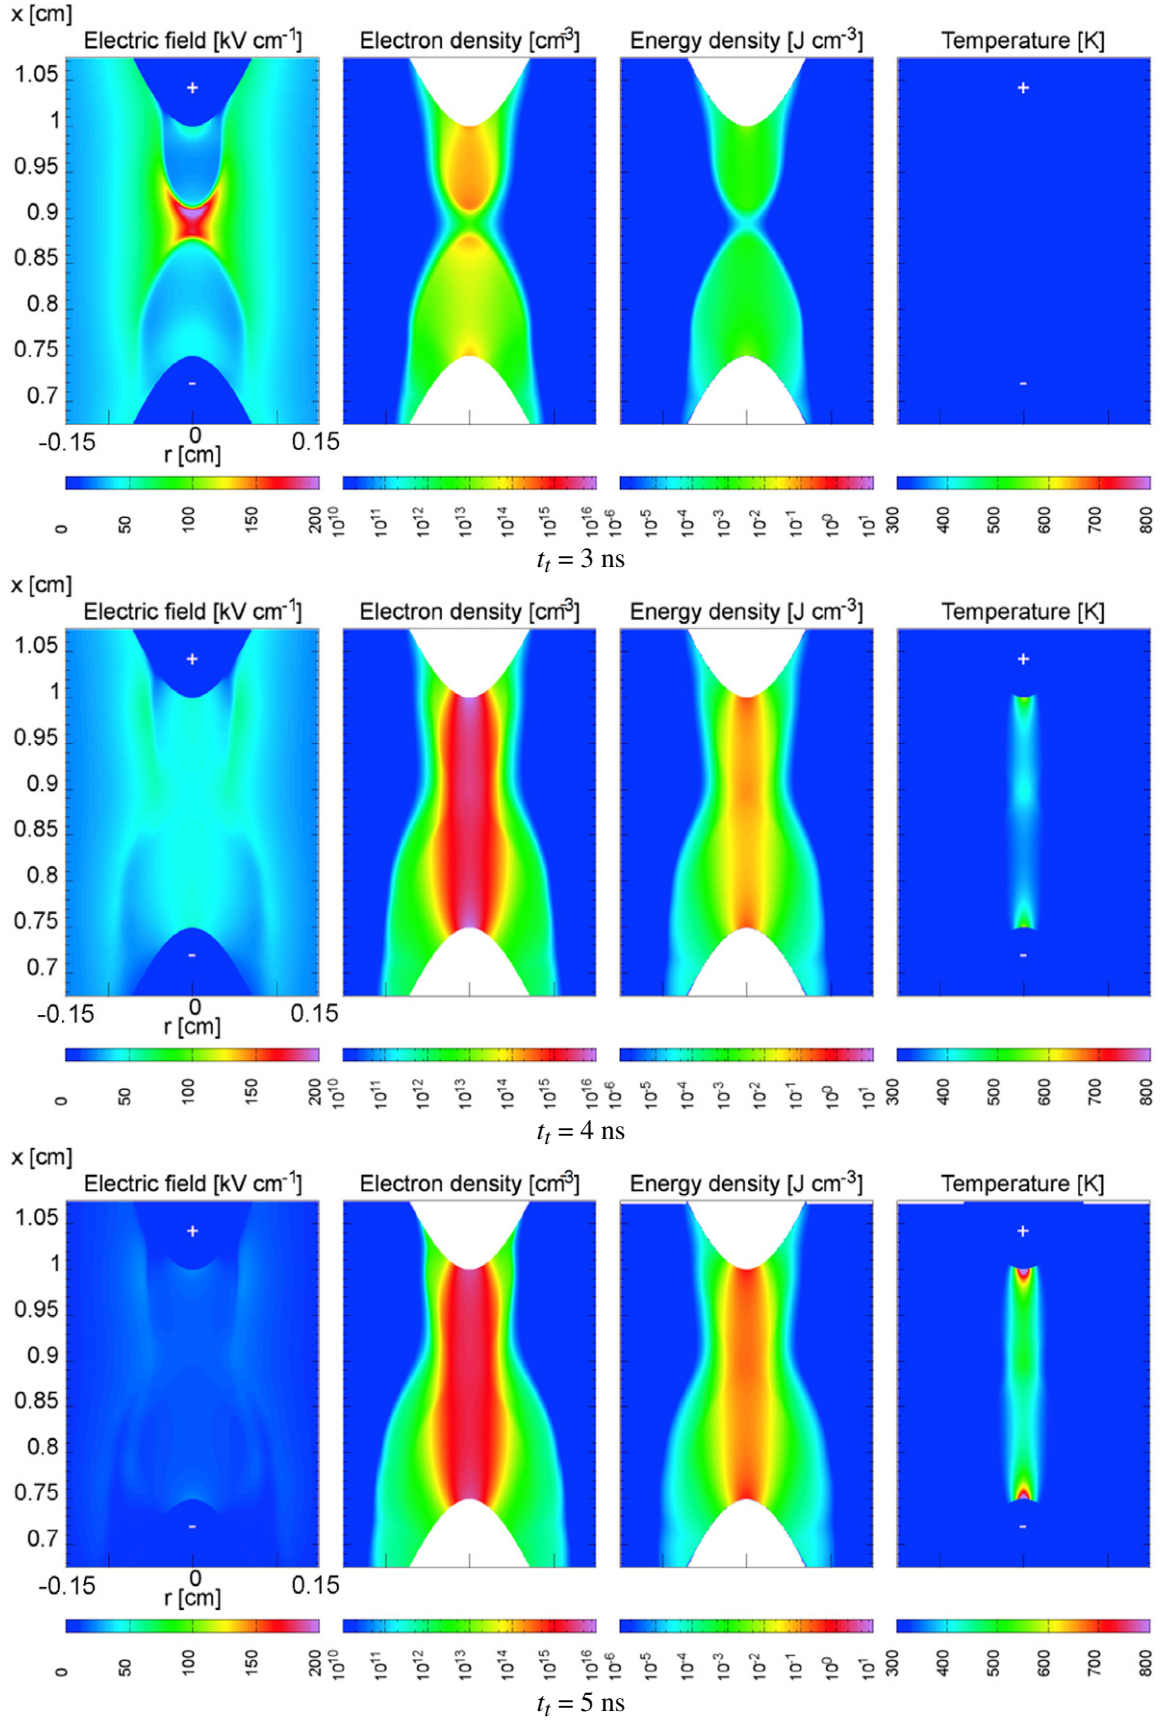 x [cm]
Electric field [kV cm⁻¹] Electron density [cm⁻³] Energy density [J cm⁻³] Temperature [K]
1.05
+ +
1
0.95
0.9
0.85
0.8
0.75
- -
0.7
-0.15 0 0.15
r [cm]
0 50 100 150 200 10¹⁰ 10¹¹ 10¹² 10¹³ 10¹⁴ 10¹⁵ 10¹⁶ 10⁻⁶ 10⁻⁵ 10⁻⁴ 10⁻³ 10⁻² 10⁻¹ 10⁰ 10¹ 300 400 500 600 700 800
tₜ = 3 ns
x [cm]
Electric field [kV cm⁻¹] Electron density [cm⁻³] Energy density [J cm⁻³] Temperature [K]
1.05
+ +
1
0.95
0.9
0.85
0.8
0.75
- -
0.7
-0.15 0 0.15
r [cm]
0 50 100 150 200 10¹⁰ 10¹¹ 10¹² 10¹³ 10¹⁴ 10¹⁵ 10¹⁶ 10⁻⁶ 10⁻⁵ 10⁻⁴ 10⁻³ 10⁻² 10⁻¹ 10⁰ 10¹ 300 400 500 600 700 800
tₜ = 4 ns
x [cm]
Electric field [kV cm⁻¹] Electron density [cm⁻³] Energy density [J cm⁻³] Temperature [K]
1.05
+ +
1
0.95
0.9
0.85
0.8
0.75
- -
0.7
-0.15 0 0.15
r [cm]
0 50 100 150 200 10¹⁰ 10¹¹ 10¹² 10¹³ 10¹⁴ 10¹⁵ 10¹⁶ 10⁻⁶ 10⁻⁵ 10⁻⁴ 10⁻³ 10⁻² 10⁻¹ 10⁰ 10¹ 300 400 500 600 700 800
tₜ = 5 ns